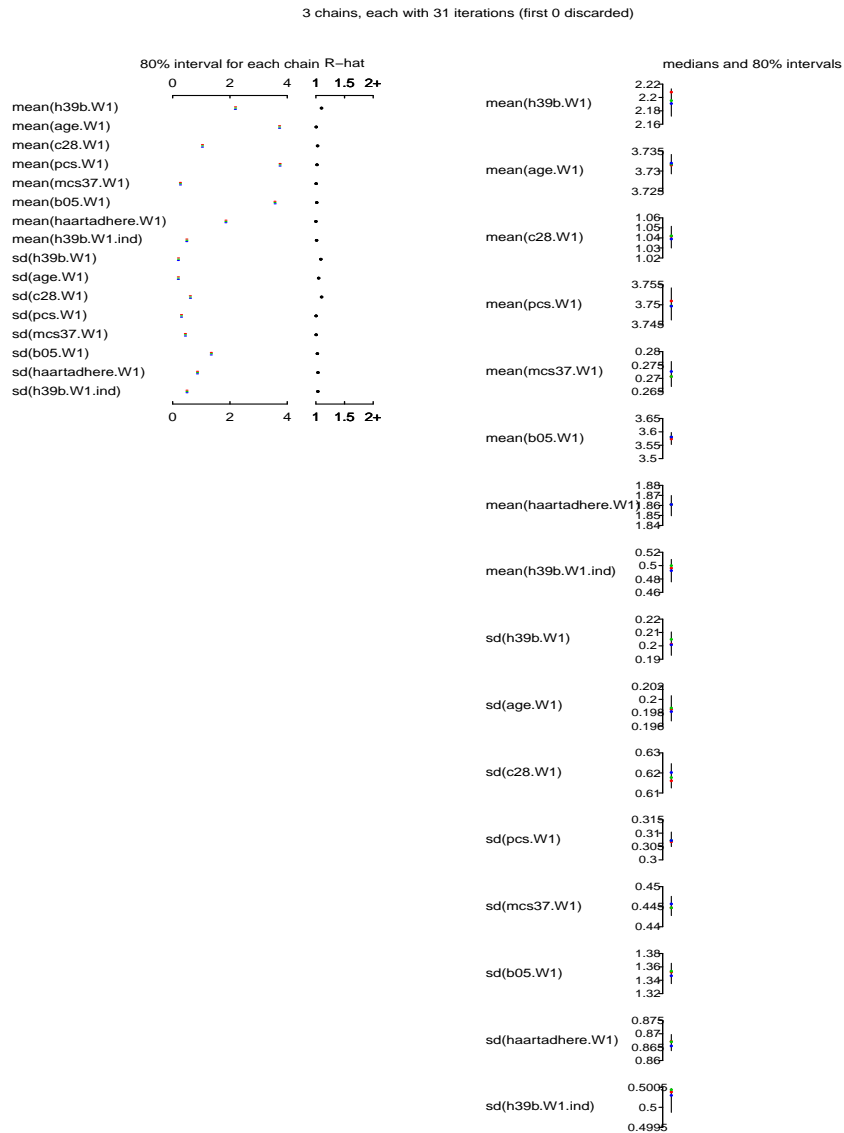 3 chains, each with 31 iterations (first 0 discarded)
80% interval for each chain R−hat
0 2 4 1 1.5 2+
mean(h39b.W1)
mean(age.W1)
mean(c28.W1)
mean(pcs.W1)
mean(mcs37.W1)
mean(b05.W1)
mean(haartadhere.W1)
mean(h39b.W1.ind)
sd(h39b.W1)
sd(age.W1)
sd(c28.W1)
sd(pcs.W1)
sd(mcs37.W1)
sd(b05.W1)
sd(haartadhere.W1)
sd(h39b.W1.ind)
0 2 4 1 1.5 2+
medians and 80% intervals
mean(h39b.W1)
2.22
2.2
2.18
2.16
mean(age.W1)
3.735
3.73
3.725
mean(c28.W1)
1.06
1.05
1.04
1.03
1.02
mean(pcs.W1)
3.755
3.75
3.745
mean(mcs37.W1)
0.28
0.275
0.27
0.265
mean(b05.W1)
3.65
3.6
3.55
3.5
mean(haartadhere.W1)
1.88
1.87
1.86
1.85
1.84
mean(h39b.W1.ind)
0.52
0.5
0.48
0.46
sd(h39b.W1)
0.22
0.21
0.2
0.19
sd(age.W1)
0.202
0.2
0.198
0.196
sd(c28.W1)
0.63
0.62
0.61
sd(pcs.W1)
0.315
0.31
0.305
0.3
sd(mcs37.W1)
0.45
0.445
0.44
sd(b05.W1)
1.38
1.36
1.34
1.32
sd(haartadhere.W1)
0.875
0.87
0.865
0.86
sd(h39b.W1.ind)
0.5005
0.5
0.4995